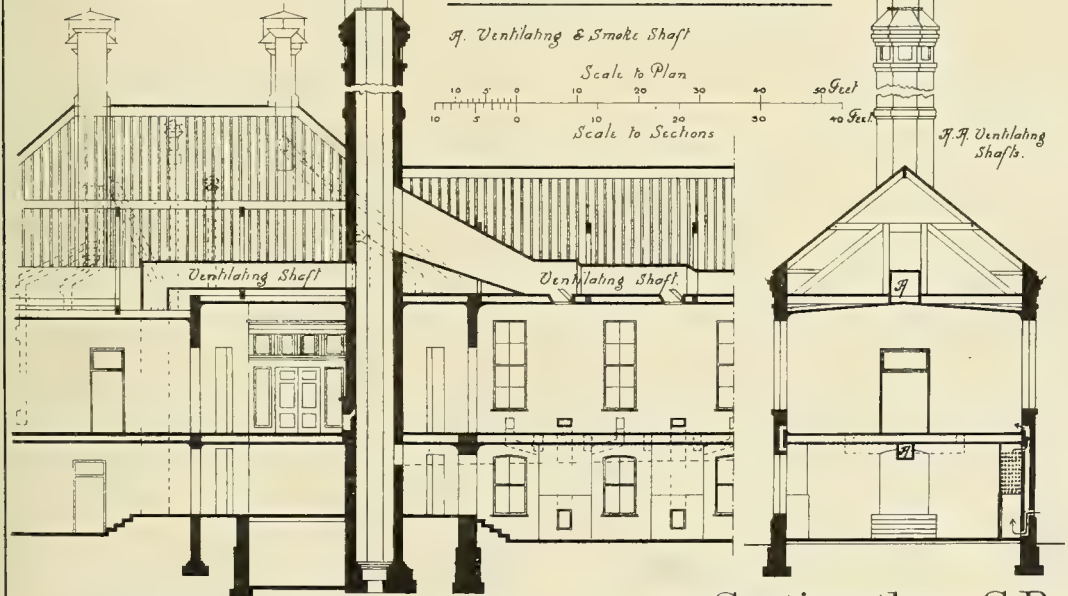 A. Ventilating & Smoke Shaft
Scale to Plan
10 5 0 10 20 30 40 50 Feet
10 5 0 10 20 30 40 Feet.
Scale to Sections
A.A. Ventilating
Shafts.
Ventilating Shaft
Ventilating Shaft.
A
A